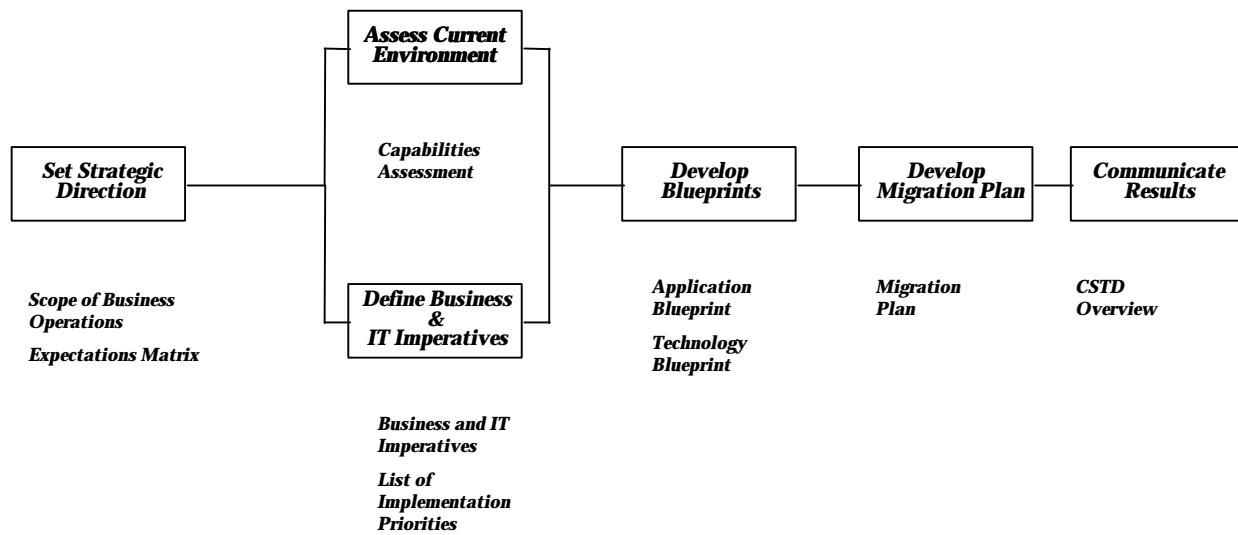 Assess Current
Environment
Capabilities
Assessment
Set Strategic
Direction
Scope of Business
Operations
Expectations Matrix
Define Business
&
IT Imperatives
Business and IT
Imperatives
List of
Implementation
Priorities
Develop
Blueprints
Application
Blueprint
Technology
Blueprint
Develop
Migration Plan
Migration
Plan
Communicate
Results
CSTD
Overview